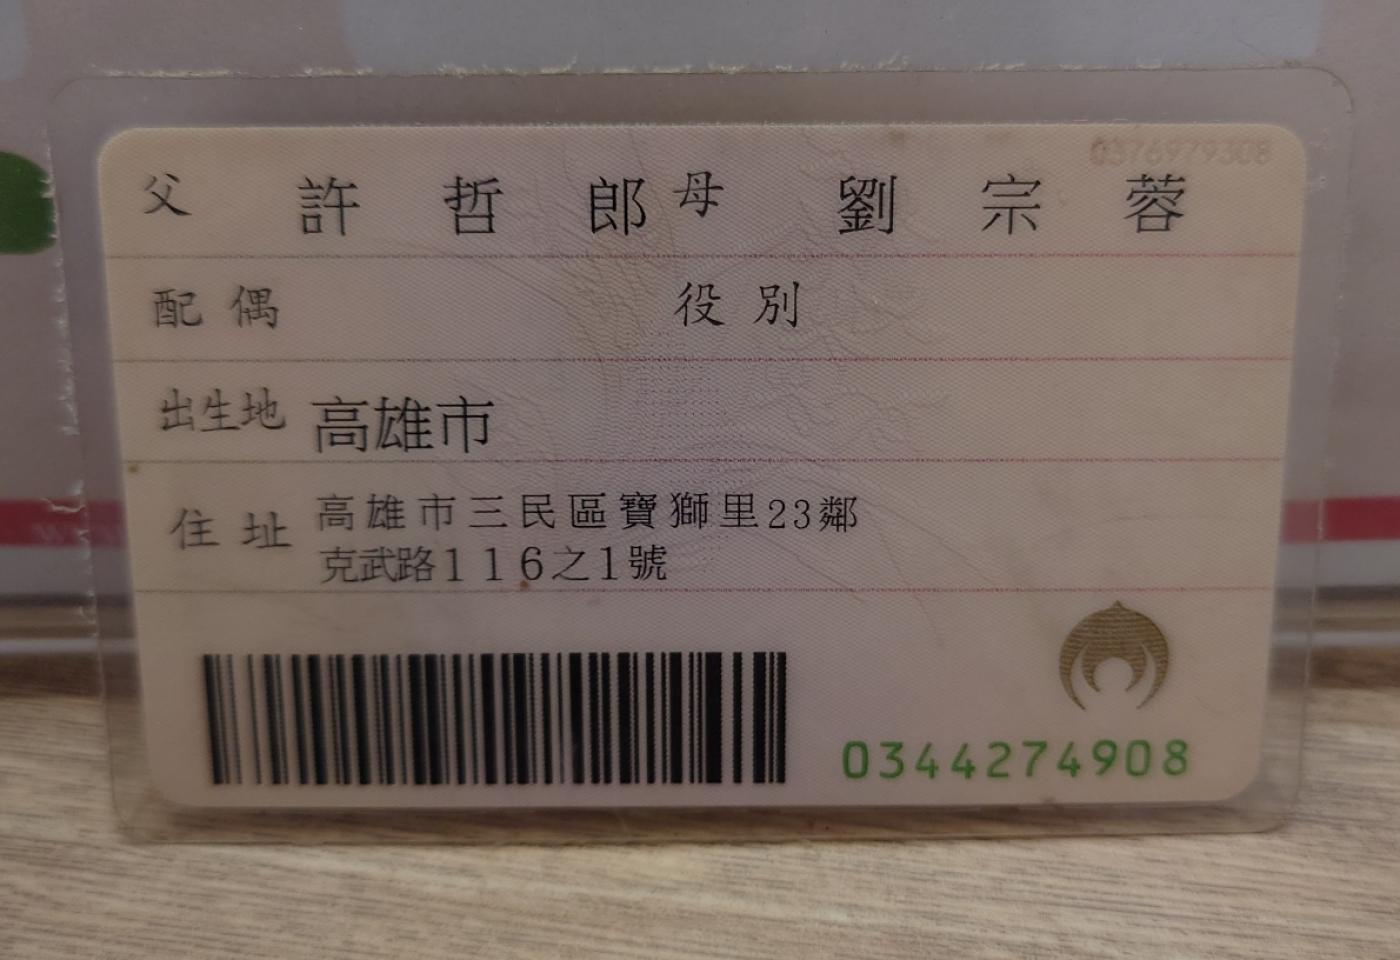 0376979308
父 許哲郎 母 劉宗蓉
配偶 役別
出生地 高雄市
住址 高雄市三民區寶獅里23鄰
克武路116之1號
0344274908